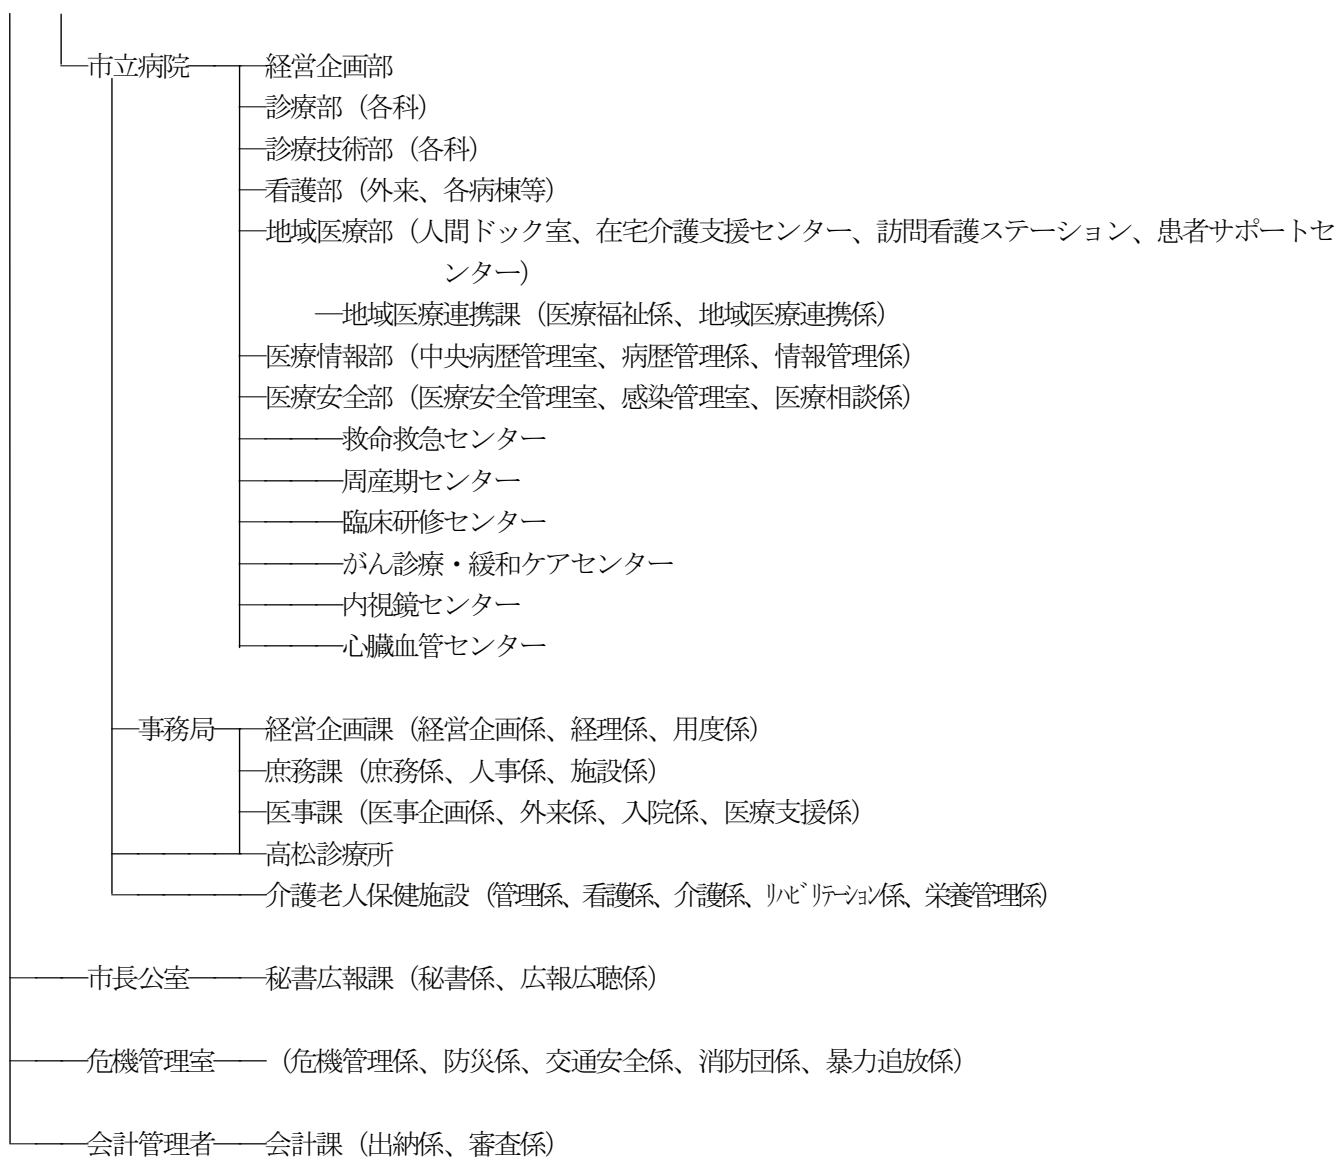 市立病院 経営企画部
診療部（各科）
診療技術部（各科）
看護部（外来、各病棟等）
地域医療部（人間ドック室、在宅介護支援センター、訪問看護ステーション、患者サポートセ
ンター）
地域医療連携課（医療福祉係、地域医療連携係）
医療情報部（中央病歴管理室、病歴管理係、情報管理係）
医療安全部（医療安全管理室、感染管理室、医療相談係）
救命救急センター
周産期センター
臨床研修センター
がん診療・緩和ケアセンター
内視鏡センター
心臓血管センター
事務局 経営企画課（経営企画係、経理係、用度係）
庶務課（庶務係、人事係、施設係）
医事課（医事企画係、外来係、入院係、医療支援係）
高松診療所
介護老人保健施設（管理係、看護係、介護係、ﾘﾊﾋﾞﾘﾃｰｼｮﾝ係、栄養管理係）
市長公室 秘書広報課（秘書係、広報広聴係）
危機管理室 （危機管理係、防災係、交通安全係、消防団係、暴力追放係）
会計管理者 会計課（出納係、審査係）